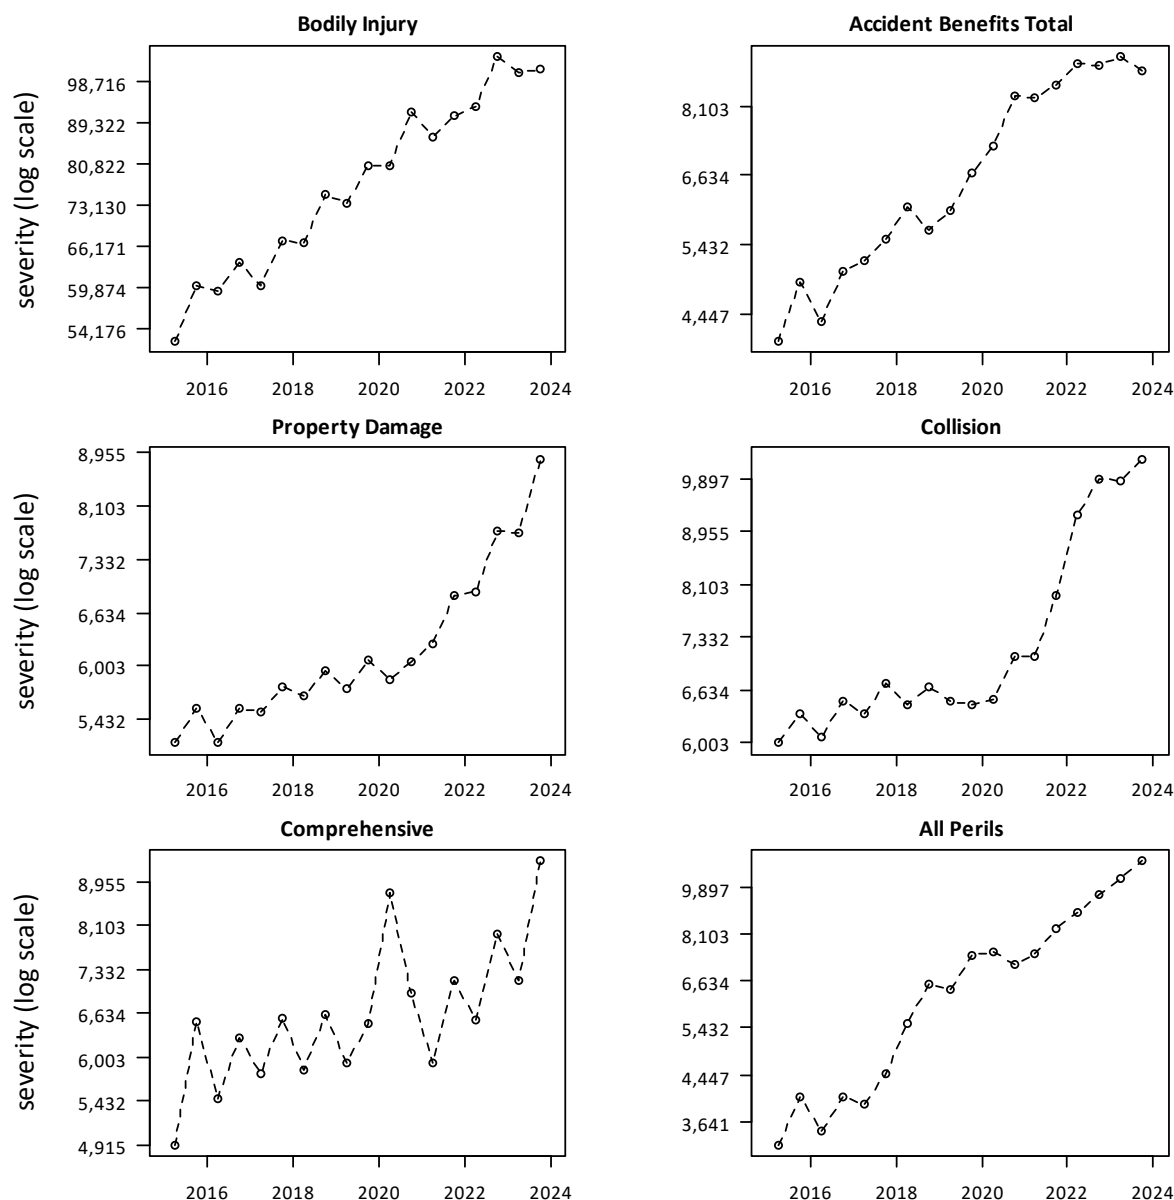 Bodily Injury
severity (log scale)
98,716
89,322
80,822
73,130
66,171
59,874
54,176
2016 2018 2020 2022 2024
Accident Benefits Total
8,103
6,634
5,432
4,447
2016 2018 2020 2022 2024
Property Damage
severity (log scale)
8,955
8,103
7,332
6,634
6,003
5,432
2016 2018 2020 2022 2024
Collision
9,897
8,955
8,103
7,332
6,634
6,003
2016 2018 2020 2022 2024
Comprehensive
severity (log scale)
8,955
8,103
7,332
6,634
6,003
5,432
4,915
2016 2018 2020 2022 2024
All Perils
9,897
8,103
6,634
5,432
4,447
3,641
2016 2018 2020 2022 2024